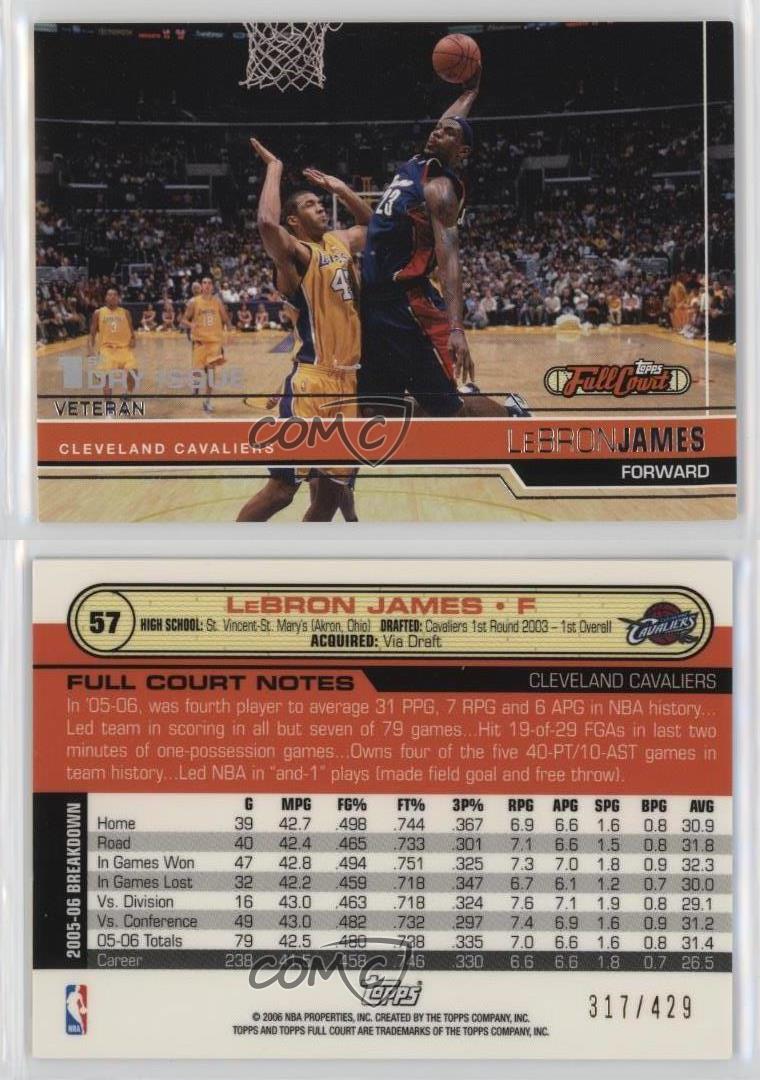 23
LAKERS
4
3
18
1ST
DAY ISSUE
VETERAN
topps
Full Court
COMC
CLEVELAND CAVALIERS
LEBRONJAMES
FORWARD
57
LEBRON JAMES • F
HIGH SCHOOL: St. Vincent-St. Mary's (Akron, Ohio) DRAFTED: Cavaliers 1st Round 2003 – 1st Overall
ACQUIRED: Via Draft
CAVALIERS
FULL COURT NOTES
CLEVELAND CAVALIERS
In '05-06, was fourth player to average 31 PPG, 7 RPG and 6 APG in NBA history...
Led team in scoring in all but seven of 79 games...Hit 19-of-29 FGAs in last two
minutes of one-possession games...Owns four of the five 40-PT/10-AST games in
team history...Led NBA in "and-1" plays (made field goal and free throw).
2005-06 BREAKDOWN
G MPG FG% FT% 3P% RPG APG SPG BPG AVG
Home 39 42.7 .498 .744 .367 6.9 6.6 1.6 0.8 30.9
Road 40 42.4 .465 .733 .301 7.1 6.6 1.5 0.8 31.8
In Games Won 47 42.8 .494 .751 .325 7.3 7.0 1.8 0.9 32.3
In Games Lost 32 42.2 .459 .718 .347 6.7 6.1 1.2 0.7 30.0
Vs. Division 16 43.0 .463 .718 .324 7.6 7.1 1.9 0.8 29.1
Vs. Conference 49 43.0 .482 .732 .297 7.4 6.9 1.6 0.9 31.2
05-06 Totals 79 42.5 .480 .738 .335 7.0 6.6 1.6 0.8 31.4
Career 238 41.5 .458 .746 .330 6.6 6.6 1.8 0.7 26.5
COMC
NBA
topps
317/429
© 2006 NBA PROPERTIES, INC. CREATED BY THE TOPPS COMPANY, INC.
TOPPS AND TOPPS FULL COURT ARE TRADEMARKS OF THE TOPPS COMPANY, INC.